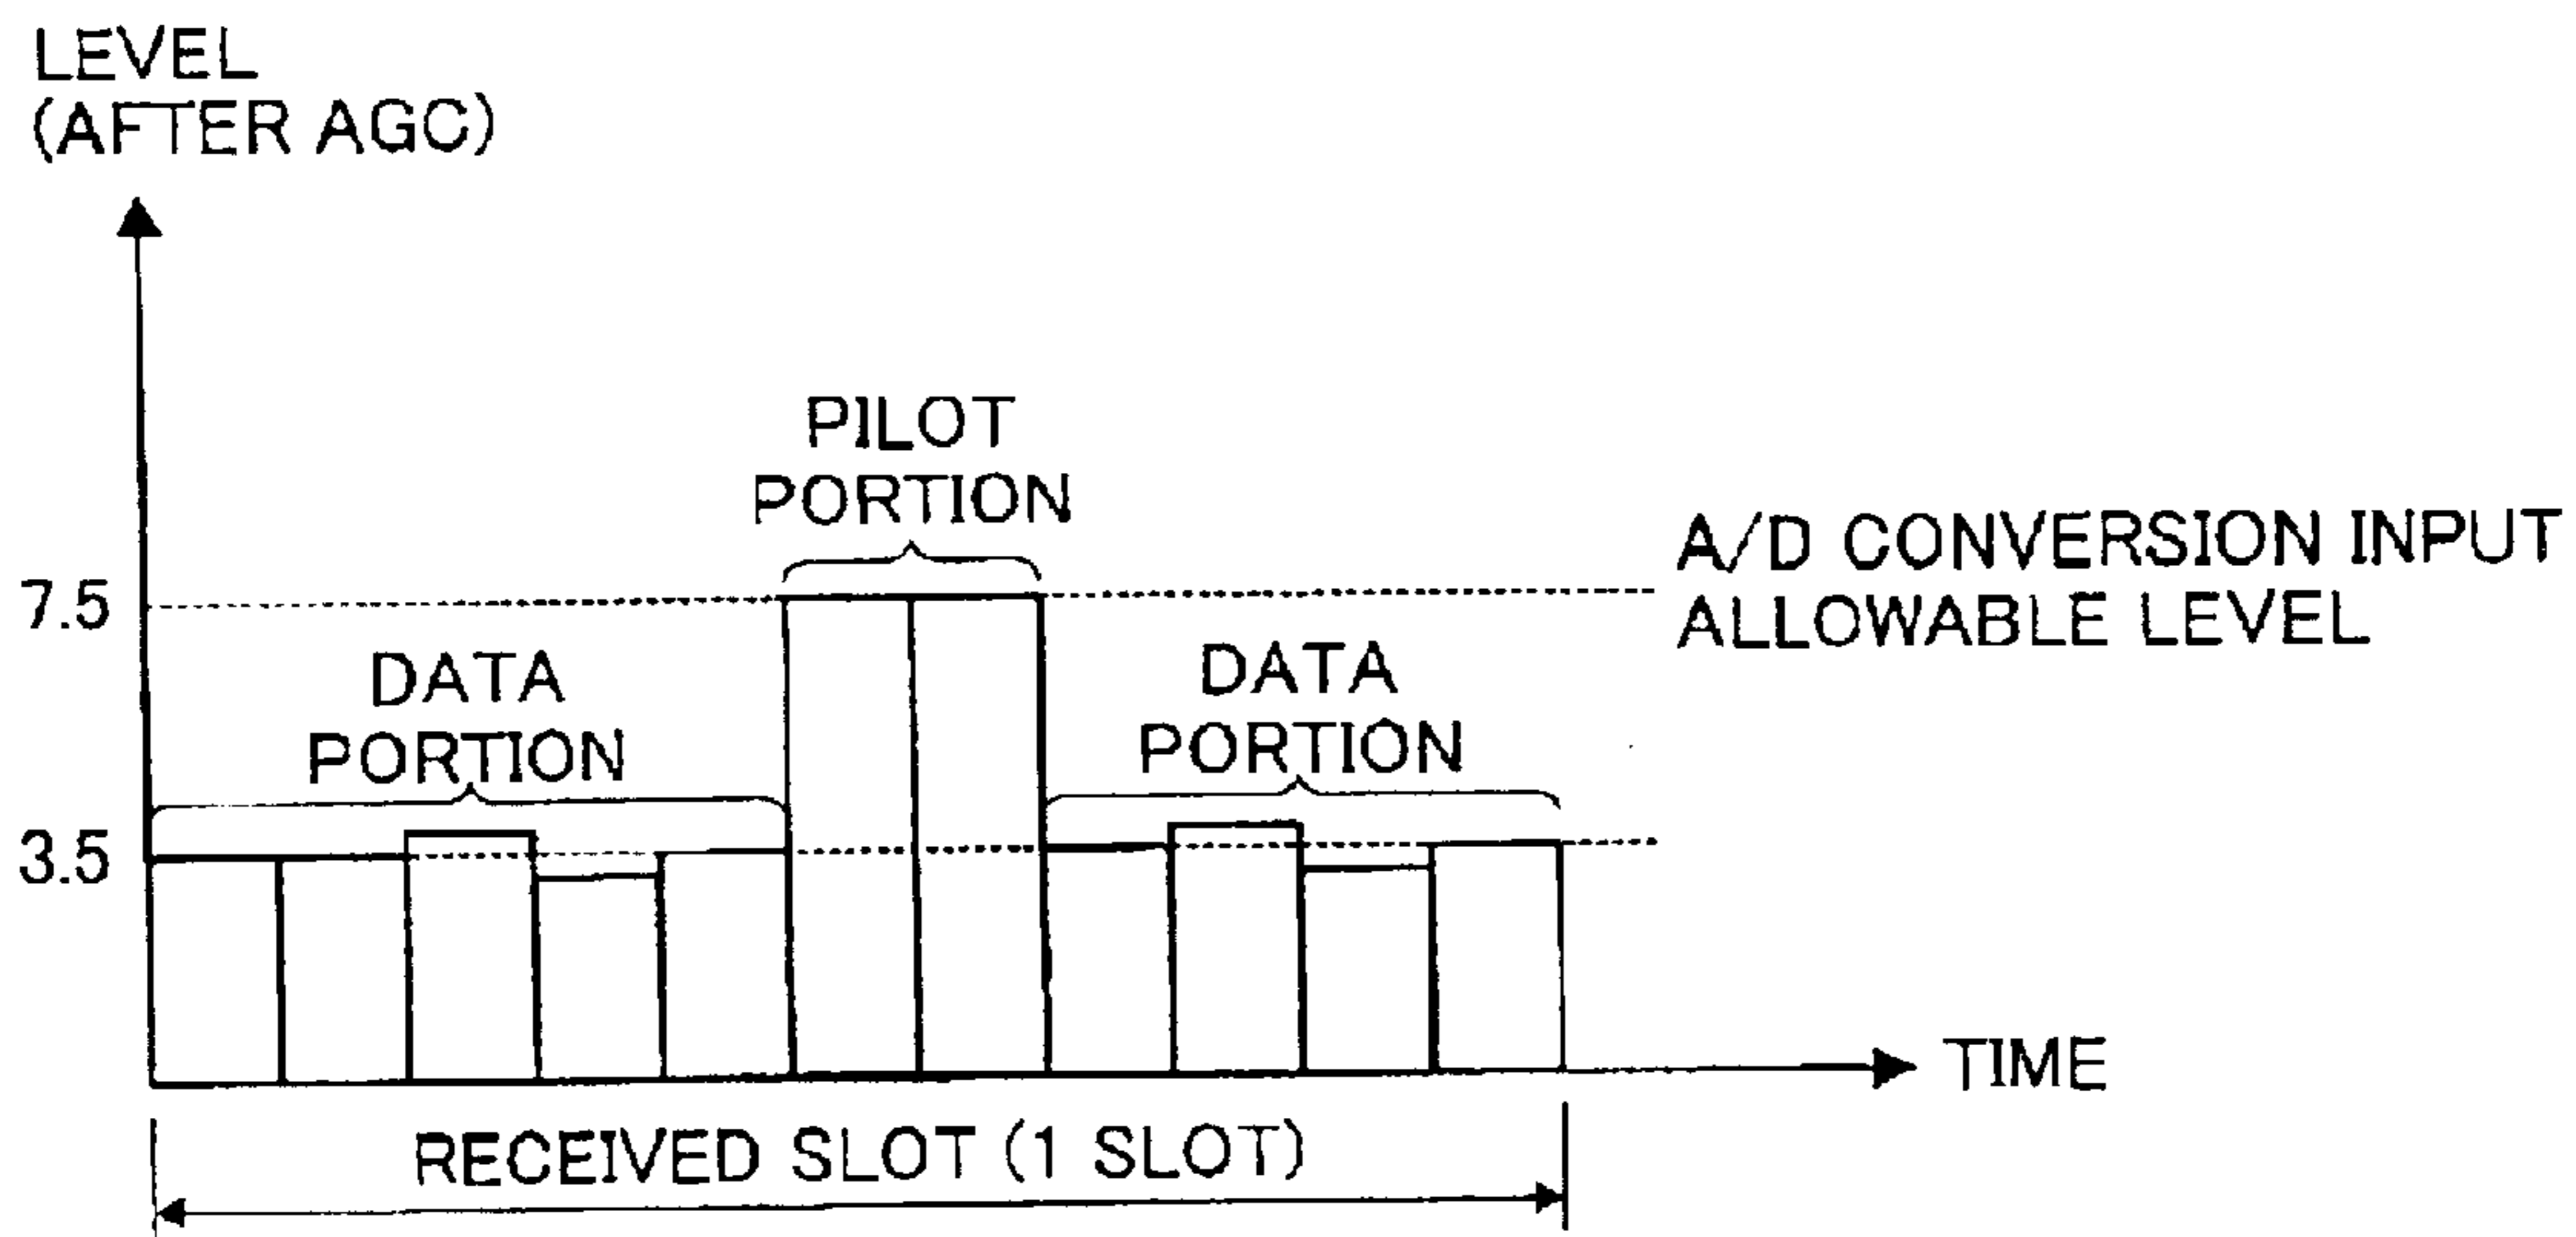 LEVEL
(AFTER AGC)
PILOT
PORTION
A/D CONVERSION INPUT
ALLOWABLE LEVEL
7.5
DATA
PORTION
DATA
PORTION
3.5
TIME
RECEIVED SLOT (1 SLOT)